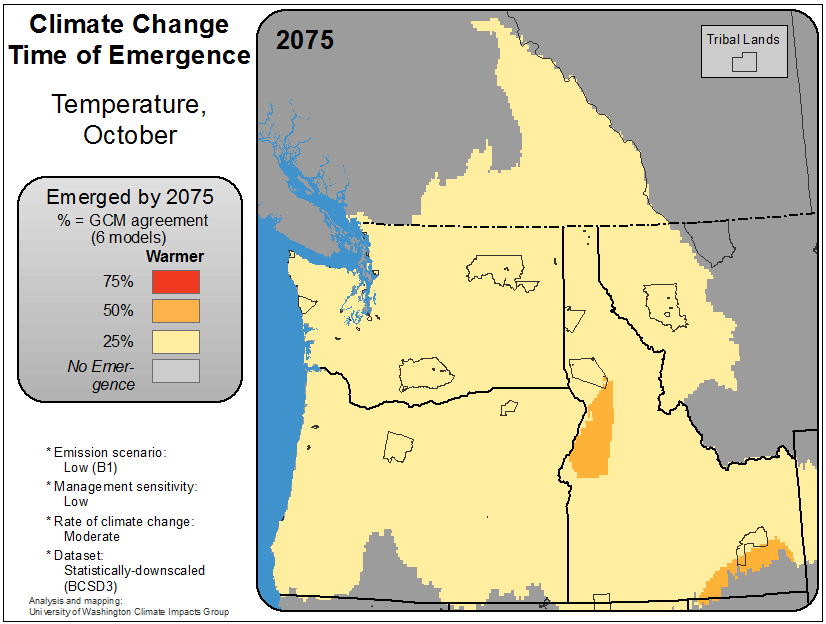 Climate Change
Time of Emergence
Temperature,
October
Emerged by 2075
% = GCM agreement
(6 models)
Warmer
75%
50%
25%
No Emer-
gence
* Emission scenario:
Low (B1)
* Management sensitivity:
Low
* Rate of climate change:
Moderate
* Dataset:
Statistically-downscaled
(BCSD3)
Analysis and mapping:
University of Washington Climate Impacts Group
2075
Tribal Lands